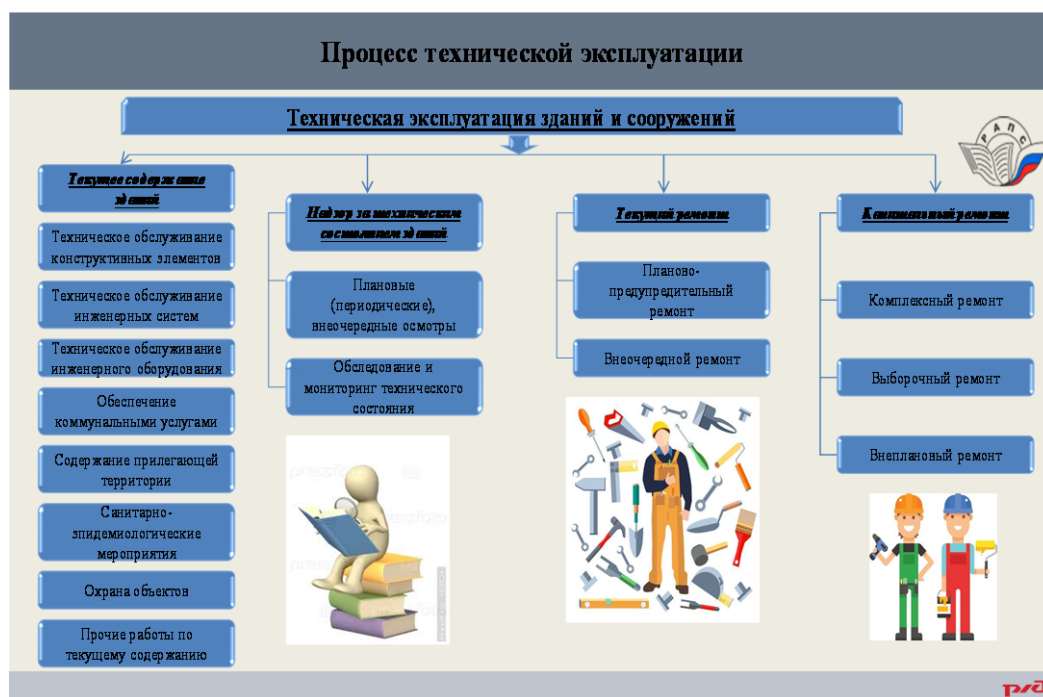 Процесс технической эксплуатации
Техническая эксплуатация зданий и сооружений
РАПС
Текущее содержание
зданий
Техническое обслуживание
конструктивных элементов
Техническое обслуживание
инженерных систем
Техническое обслуживание
инженерного оборудования
Обеспечение
коммунальными услугами
Содержание прилегающей
территории
Санитарно-
эпидемиологические
мероприятия
Охрана объектов
Прочие работы по
текущему содержанию
Надзор за техническим
состоянием зданий
Плановые
(периодические),
внеочередные осмотры
Обследование и
мониторинг технического
состояния
Текущий ремонт
Планово-
предупредительный
ремонт
Внеочередной ремонт
Капитальный ремонт
Комплексный ремонт
Выборочный ремонт
Внеплановый ремонт